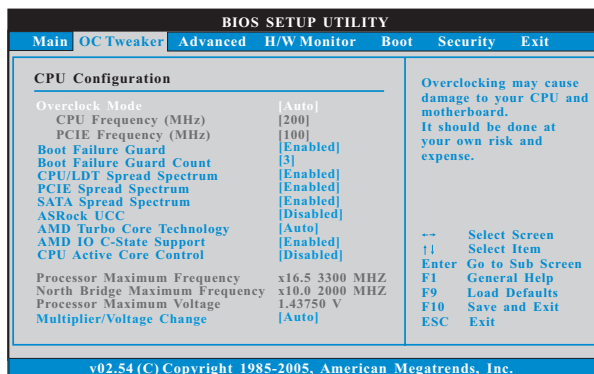 BIOS SETUP UTILITY
Main OC Tweaker Advanced H/W Monitor Boot Security Exit
CPU Configuration
Overclock Mode [Auto]
CPU Frequency (MHz) [200]
PCIE Frequency (MHz) [100]
Boot Failure Guard [Enabled]
Boot Failure Guard Count [3]
CPU/LDT Spread Spectrum [Enabled]
PCIE Spread Spectrum [Enabled]
SATA Spread Spectrum [Enabled]
ASRock UCC [Disabled]
AMD Turbo Core Technology [Auto]
AMD IO C-State Support [Enabled]
CPU Active Core Control [Disabled]
Processor Maximum Frequency x16.5 3300 MHZ
North Bridge Maximum Frequency x10.0 2000 MHZ
Processor Maximum Voltage 1.43750 V
Multiplier/Voltage Change [Auto]
Overclocking may cause
damage to your CPU and
motherboard.
It should be done at
your own risk and
expense.
←→ Select Screen
↑↓ Select Item
Enter Go to Sub Screen
F1 General Help
F9 Load Defaults
F10 Save and Exit
ESC Exit
v02.54 (C) Copyright 1985-2005, American Megatrends, Inc.